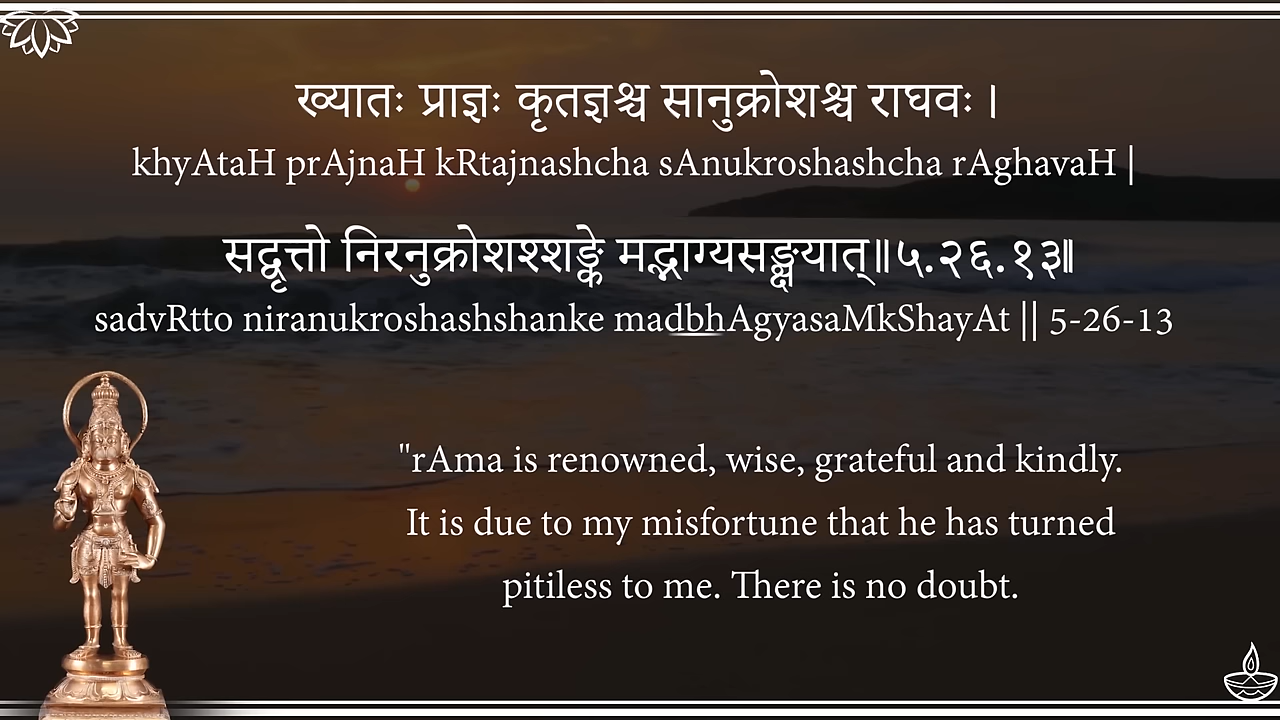 ख्यातः प्राज्ञः कृतज्ञश्च सानुक्रोशश्च राघवः ।
khyAtaH prAjnaH kRtajnashcha sAnukroshashcha rAghavaH |
सद्वृत्तो निरनुक्रोशश्शङ्के मद्भाग्यसङ्क्षयात्॥५.२६.१३॥
sadvRtto niranukroshashshanke madbhAgyasaMkShayAt || 5-26-13
"rAma is renowned, wise, grateful and kindly.
It is due to my misfortune that he has turned
pitiless to me. There is no doubt.